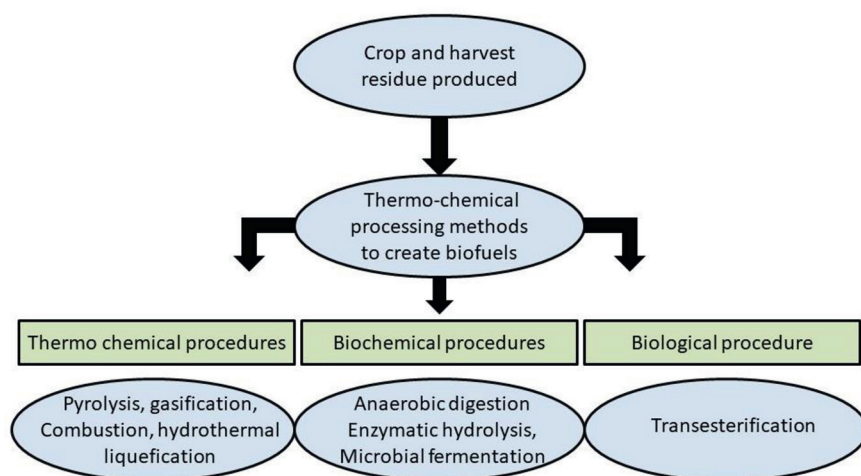 Crop and harvest
residue produced
Thermo-chemical
processing methods
to create biofuels
Thermo chemical procedures
Biochemical procedures
Biological procedure
Pyrolysis, gasification,
Combustion, hydrothermal
liquefication
Anaerobic digestion
Enzymatic hydrolysis,
Microbial fermentation
Transesterification